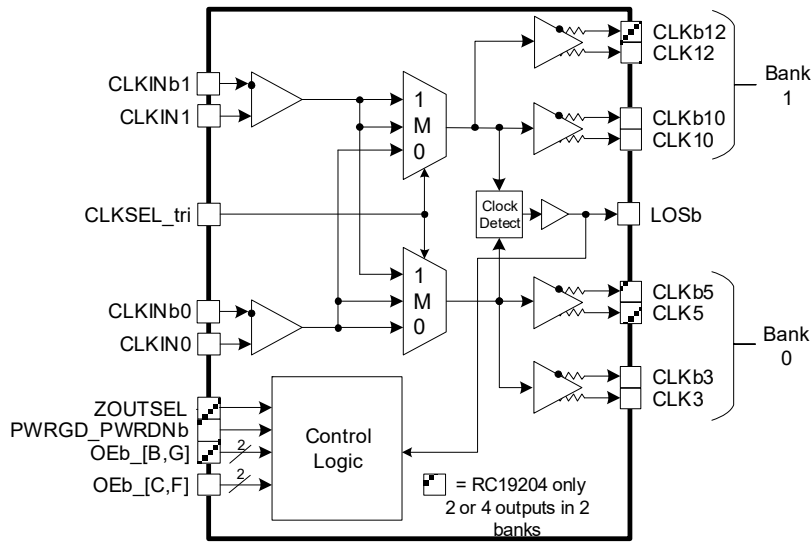 CLKINb1
CLKIN1
CLKSEL_tri
CLKINb0
CLKIN0
ZOUTSEL
PWRGD_PWRDNb
OEb_[B,G]
2
OEb_[C,F]
2
1
M
0
1
M
0
Clock
Detect
Control
Logic
= RC19204 only
2 or 4 outputs in 2
banks
CLKb12
CLK12
CLKb10
CLK10
Bank
1
LOSb
CLKb5
CLK5
CLKb3
CLK3
Bank
0